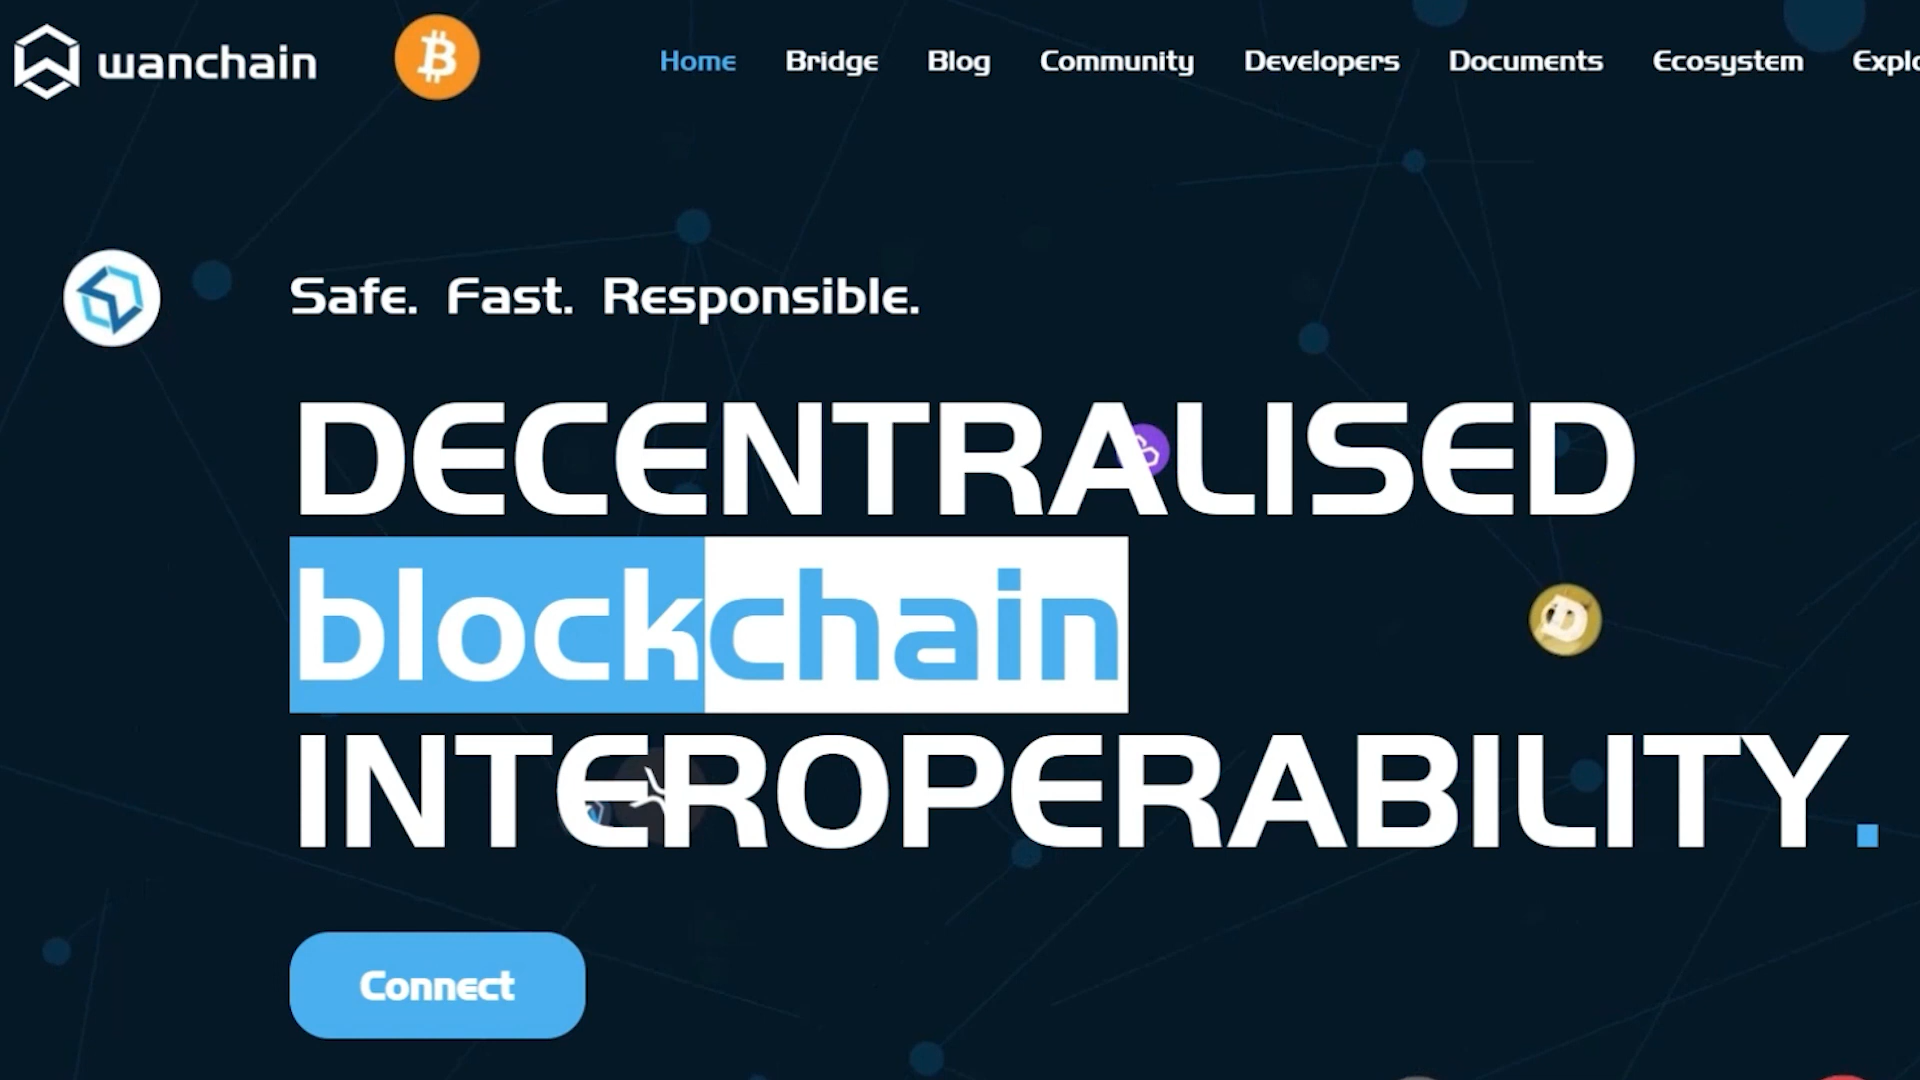 wanchain
Home Bridge Blog Community Developers Documents Ecosystem
Safe. Fast. Responsible.
DECENTRALISED
blockchain
INTEROPERABILITY.
Connect